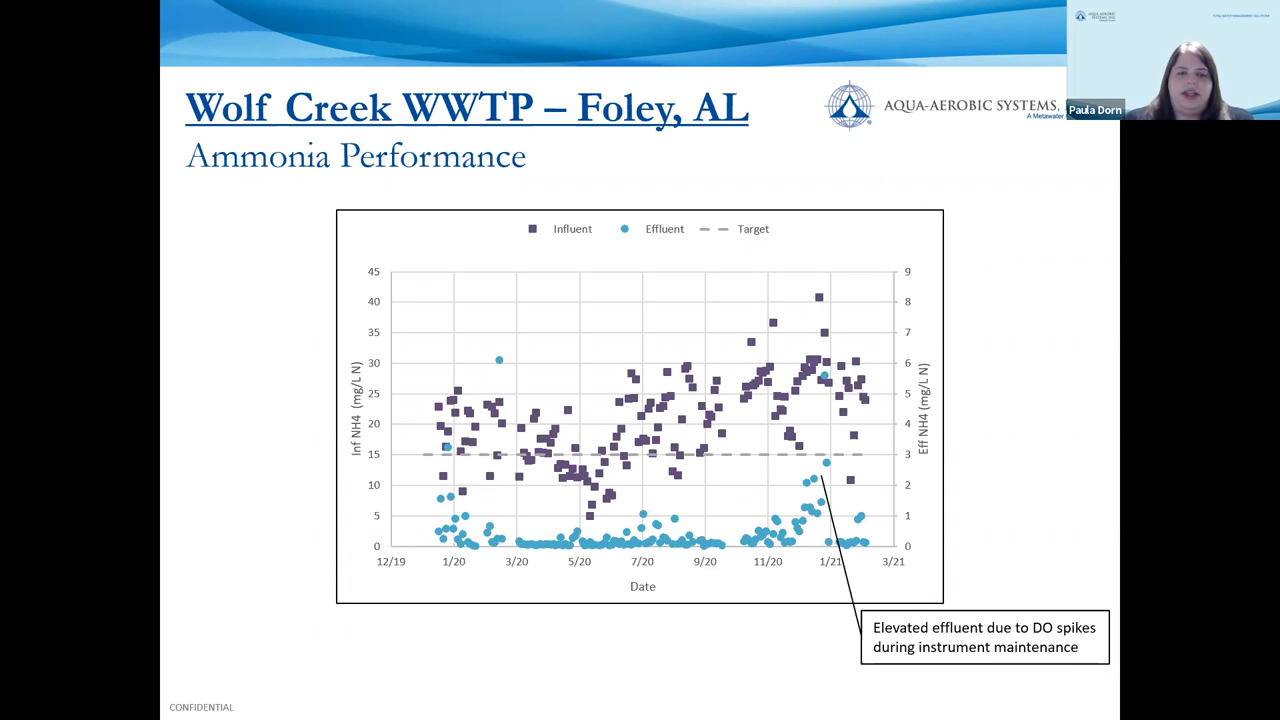 Wolf Creek WWTP – Foley, AL
Ammonia Performance
AQUA-AEROBIC SYSTEMS,
A Metawater
Paula Dorn
Influent
Effluent
Target
45
40
35
30
25
20
15
10
5
0
Inf NH4 (mg/L N)
9
8
7
6
5
4
3
2
1
0
Eff NH4 (mg/L N)
12/19
1/20
3/20
5/20
7/20
9/20
11/20
1/21
3/21
Date
Elevated effluent due to DO spikes
during instrument maintenance
CONFIDENTIAL